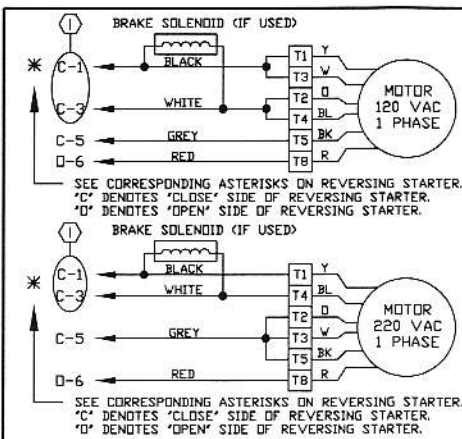 1 BRAKE SOLENOID (IF USED)
* C-1 BLACK T1 Y
T3 W
C-3 WHITE T2 O
T4 BL
C-5 GREY T5 BK
O-6 RED T8 R
MOTOR
120 VAC
1 PHASE
SEE CORRESPONDING ASTERISKS ON REVERSING STARTER.
"C" DENOTES "CLOSE" SIDE OF REVERSING STARTER.
"O" DENOTES "OPEN" SIDE OF REVERSING STARTER.
1 BRAKE SOLENOID (IF USED)
* C-1 BLACK T1 Y
C-3 WHITE T4 BL
T2 O
C-5 GREY T3 W
T5 BK
O-6 RED T8 R
MOTOR
220 VAC
1 PHASE
SEE CORRESPONDING ASTERISKS ON REVERSING STARTER.
"C" DENOTES "CLOSE" SIDE OF REVERSING STARTER.
"O" DENOTES "OPEN" SIDE OF REVERSING STARTER.